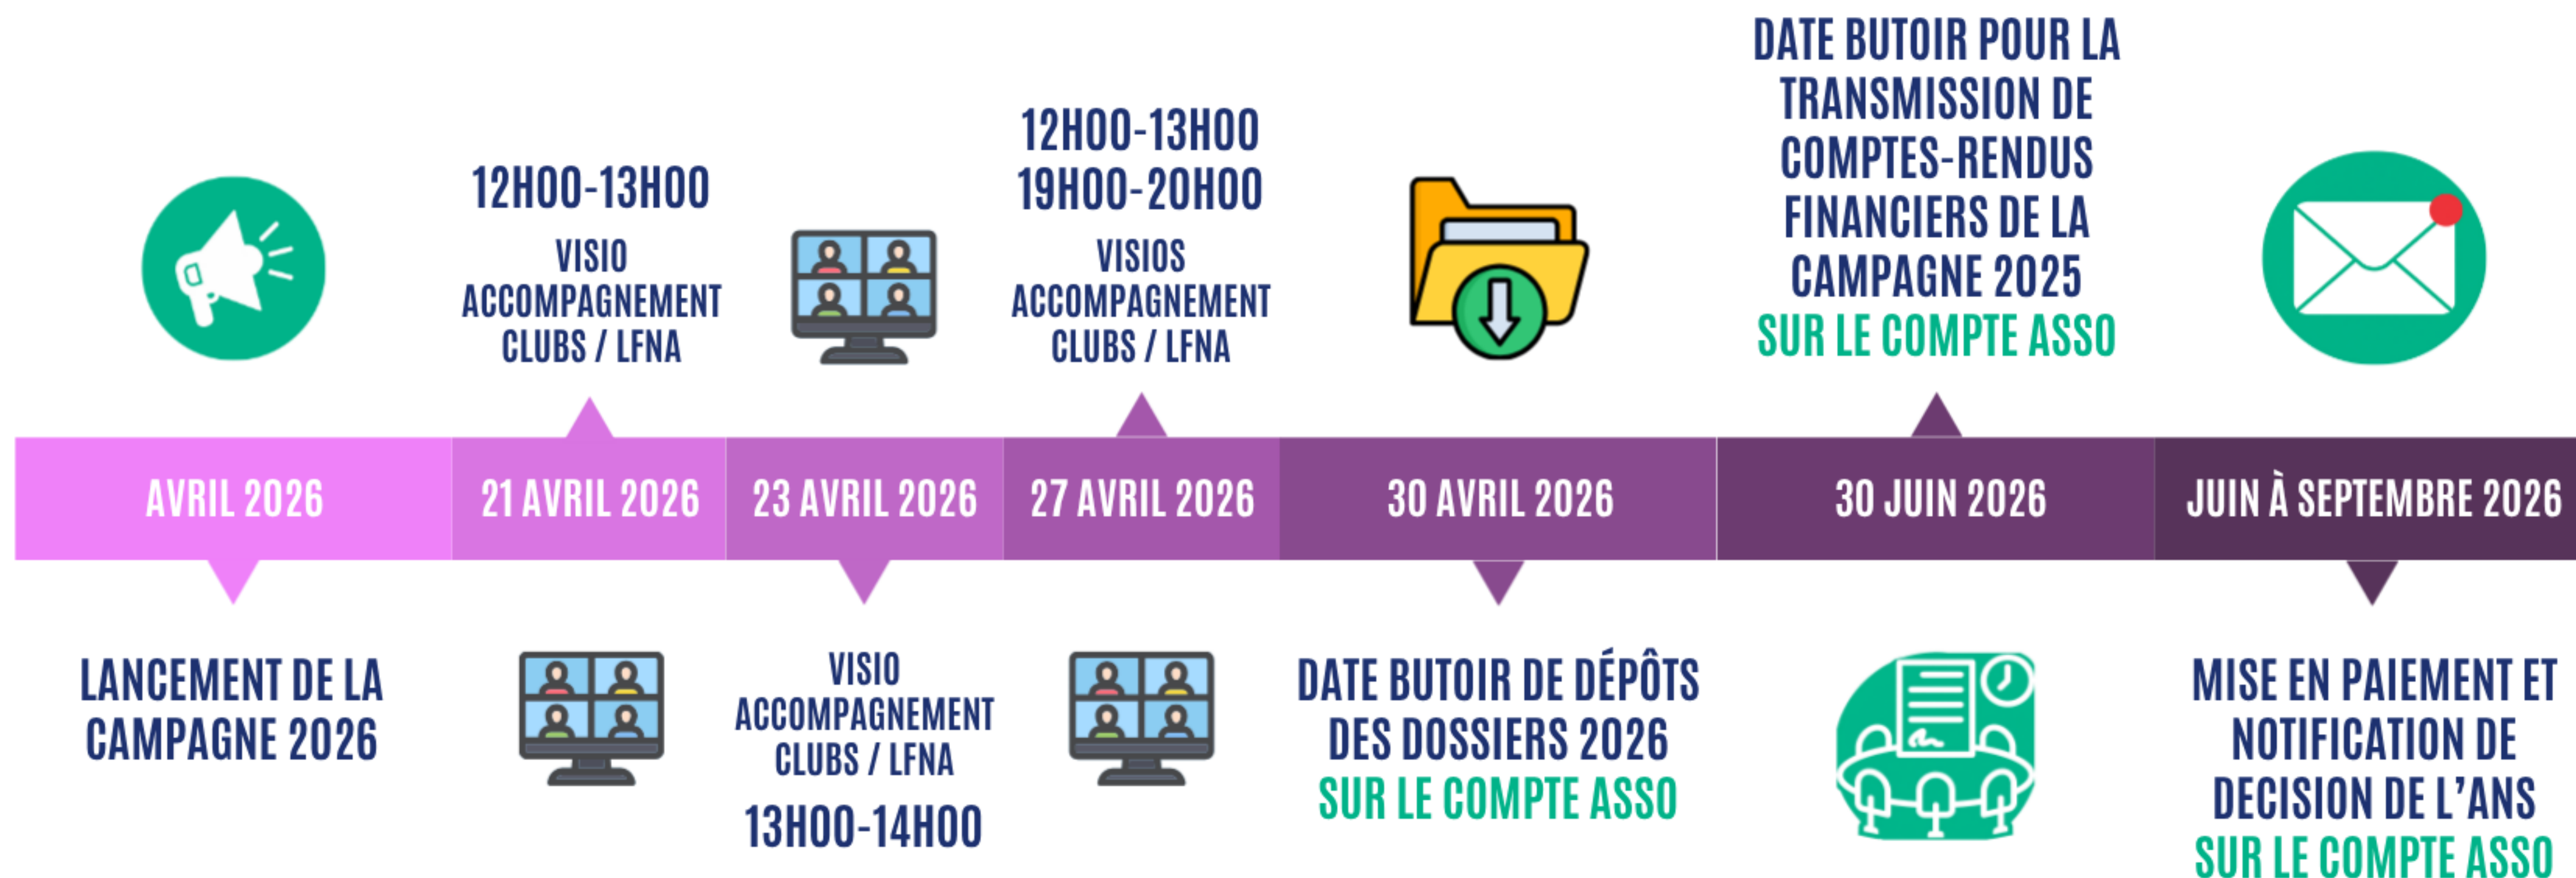 AVRIL 2026
LANCEMENT DE LA
CAMPAGNE 2026
12H00-13H00
VISIO
ACCOMPAGNEMENT
CLUBS / LFNA
21 AVRIL 2026
23 AVRIL 2026
VISIO
ACCOMPAGNEMENT
CLUBS / LFNA
13H00-14H00
12H00-13H00
19H00-20H00
VISIOS
ACCOMPAGNEMENT
CLUBS / LFNA
27 AVRIL 2026
30 AVRIL 2026
DATE BUTOIR DE DÉPÔTS
DES DOSSIERS 2026
SUR LE COMPTE ASSO
DATE BUTOIR POUR LA
TRANSMISSION DE
COMPTES-RENDUS
FINANCIERS DE LA
CAMPAGNE 2025
SUR LE COMPTE ASSO
30 JUIN 2026
JUIN À SEPTEMBRE 2026
MISE EN PAIEMENT ET
NOTIFICATION DE
DECISION DE L'ANS
SUR LE COMPTE ASSO